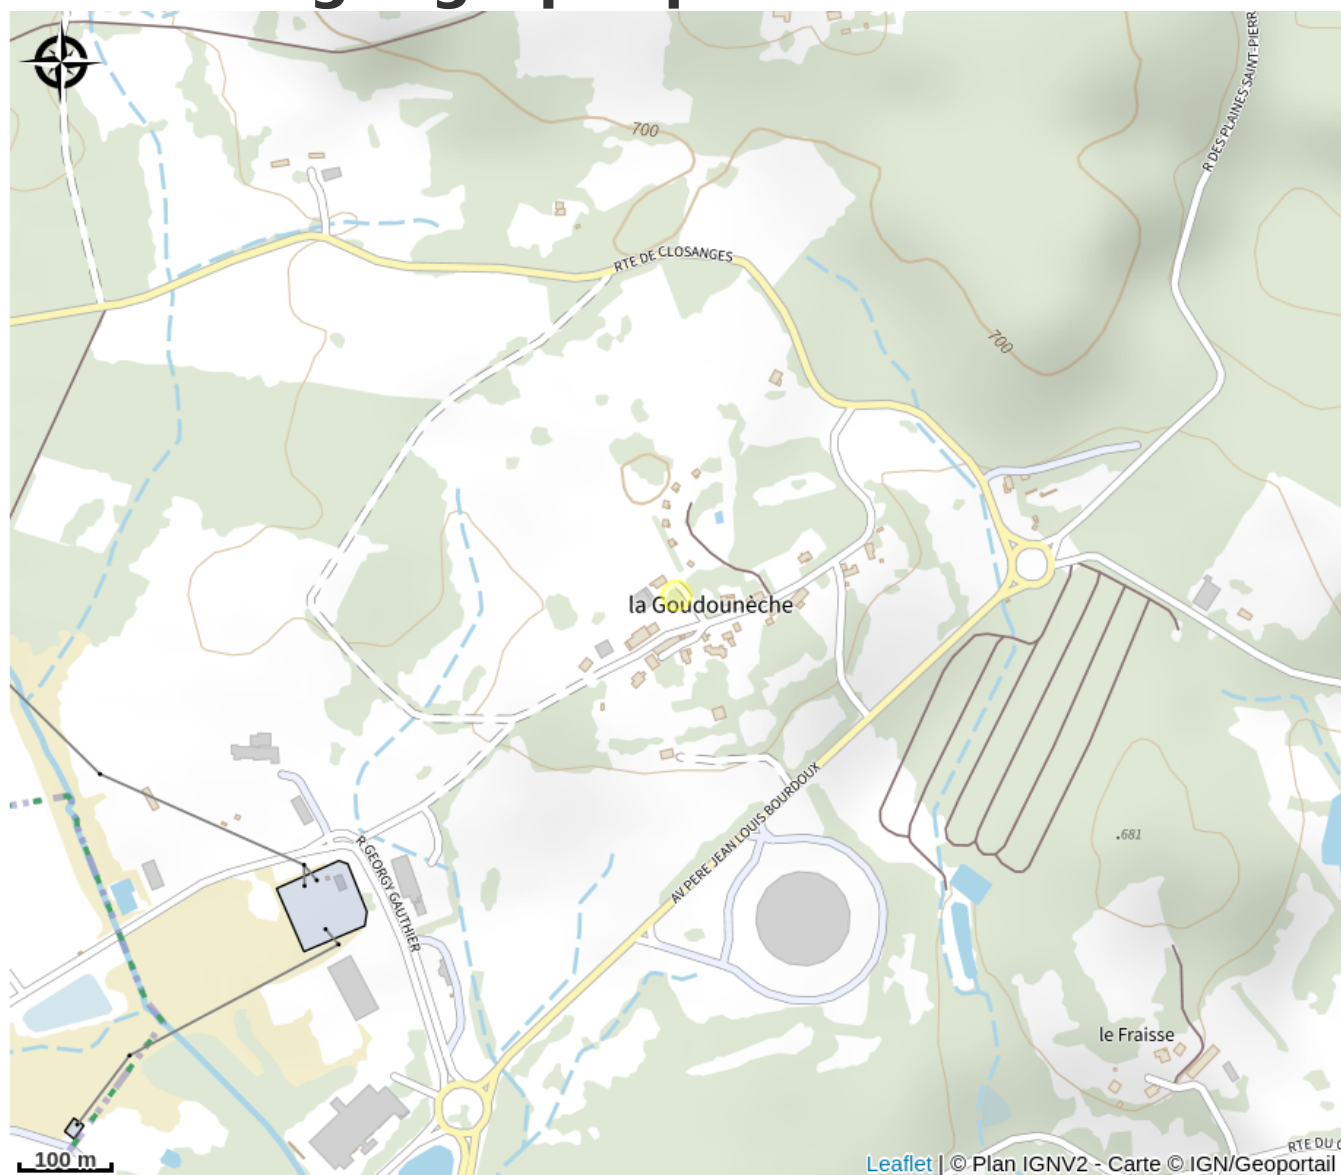 700
R DES PLAINES SAINT-PIERR
RTE DE CLOSANGES
700
la Goudounèche
AV PERE JEAN LOUIS BOURDOUX
.681
R GEORGY GAUTHIER
le Fraisse
RTE DU
100 m
Leaflet | © Plan IGNV2 - Carte © IGN/Geoportail